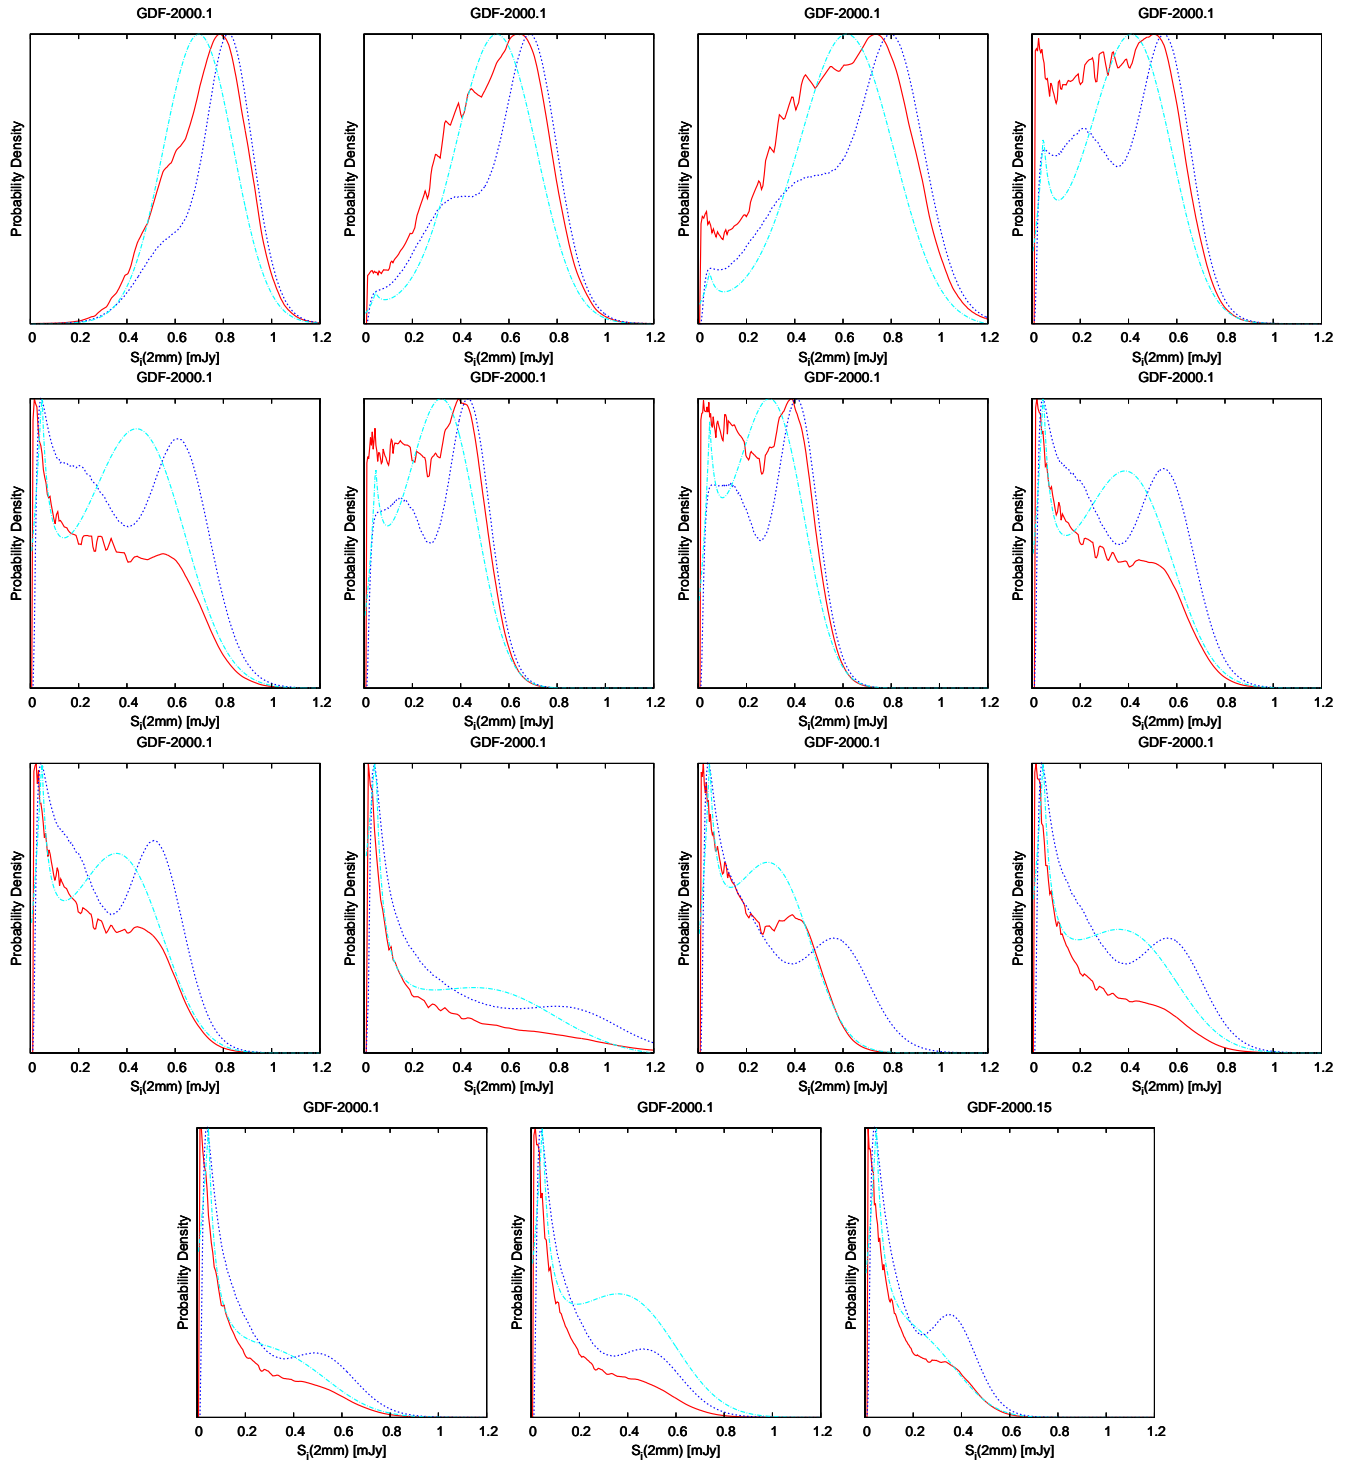 GDF-2000.1 GDF-2000.1 GDF-2000.1 GDF-2000.1
Probability Density Probability Density Probability Density Probability Density
0 0.2 0.4 0.6 0.8 1 1.2 0 0.2 0.4 0.6 0.8 1 1.2 0 0.2 0.4 0.6 0.8 1 1.2 0 0.2 0.4 0.6 0.8 1 1.2
Si(2mm) [mJy] Si(2mm) [mJy] Si(2mm) [mJy] Si(2mm) [mJy]
GDF-2000.1 GDF-2000.1 GDF-2000.1 GDF-2000.1
Probability Density Probability Density Probability Density Probability Density
0 0.2 0.4 0.6 0.8 1 1.2 0 0.2 0.4 0.6 0.8 1 1.2 0 0.2 0.4 0.6 0.8 1 1.2 0 0.2 0.4 0.6 0.8 1 1.2
Si(2mm) [mJy] Si(2mm) [mJy] Si(2mm) [mJy] Si(2mm) [mJy]
GDF-2000.1 GDF-2000.1 GDF-2000.1 GDF-2000.1
Probability Density Probability Density Probability Density Probability Density
0 0.2 0.4 0.6 0.8 1 1.2 0 0.2 0.4 0.6 0.8 1 1.2 0 0.2 0.4 0.6 0.8 1 1.2 0 0.2 0.4 0.6 0.8 1 1.2
Si(2mm) [mJy] Si(2mm) [mJy] Si(2mm) [mJy] Si(2mm) [mJy]
GDF-2000.1 GDF-2000.1 GDF-2000.15
Probability Density Probability Density Probability Density
0 0.2 0.4 0.6 0.8 1 1.2 0 0.2 0.4 0.6 0.8 1 1.2 0 0.2 0.4 0.6 0.8 1 1.2
Si(2mm) [mJy] Si(2mm) [mJy] Si(2mm) [mJy]